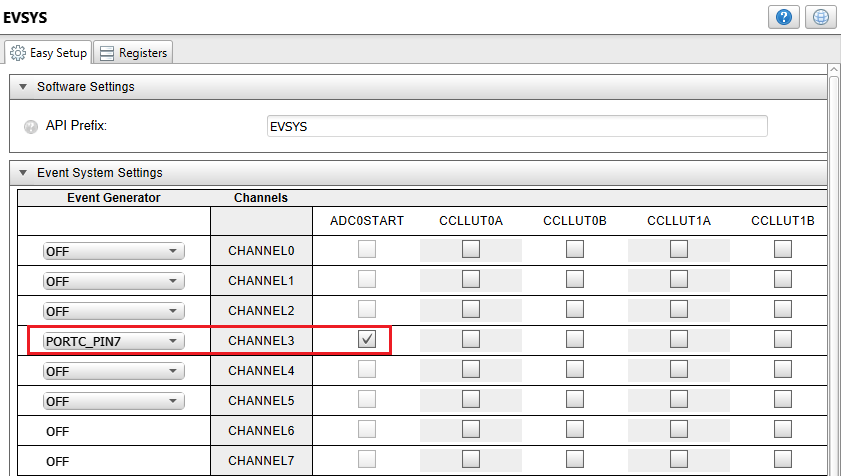 EVSYS
Easy Setup Registers
Software Settings
API Prefix: EVSYS
Event System Settings
Event Generator Channels
ADC0START CCLLUT0A CCLLUT0B CCLLUT1A CCLLUT1B
OFF CHANNEL0
OFF CHANNEL1
OFF CHANNEL2
PORTC_PIN7 CHANNEL3
OFF CHANNEL4
OFF CHANNEL5
OFF CHANNEL6
OFF CHANNEL7